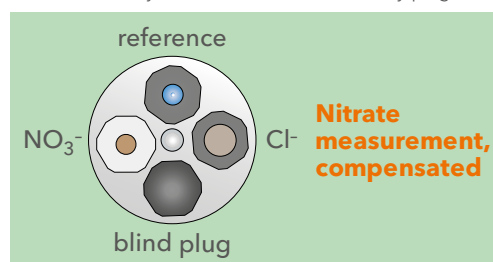 reference
NO₃⁻
Cl⁻
Nitrate
measurement,
compensated
blind plug